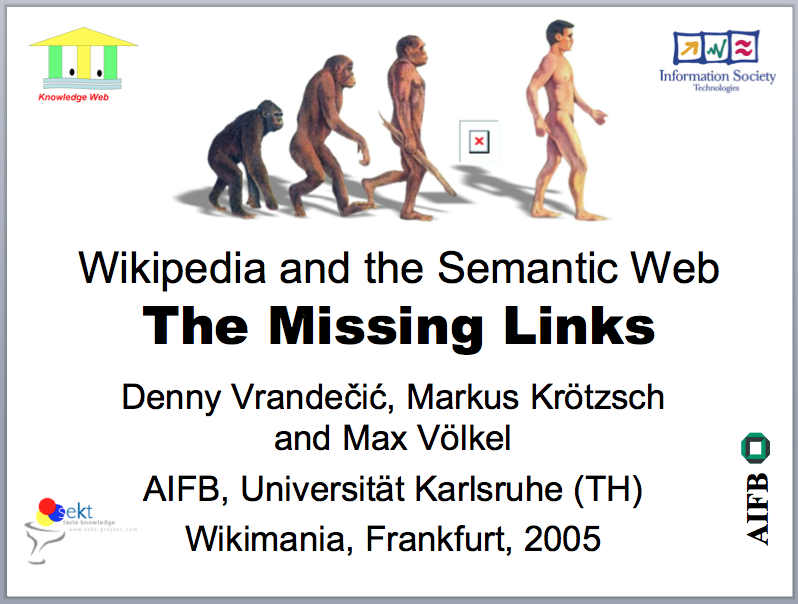 Knowledge Web
Information Society
Technologies
Wikipedia and the Semantic Web
The Missing Links
Denny Vrandečić, Markus Krötzsch
and Max Völkel
AIFB, Universität Karlsruhe (TH)
Wikimania, Frankfurt, 2005
sekt
taste knowledge
www.sekt-project.com
AIFB